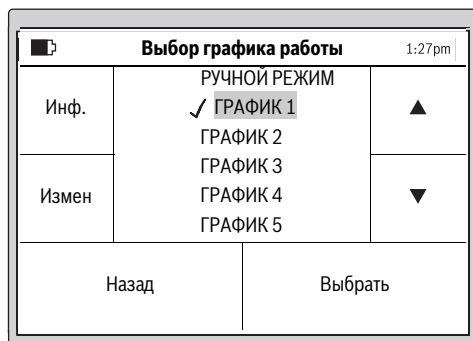 Выбор графика работы 1:27pm
РУЧНОЙ РЕЖИМ
Инф. ✓ ГРАФИК 1 ▲
ГРАФИК 2
ГРАФИК 3
Измен ГРАФИК 4 ▼
ГРАФИК 5
Назад Выбрать